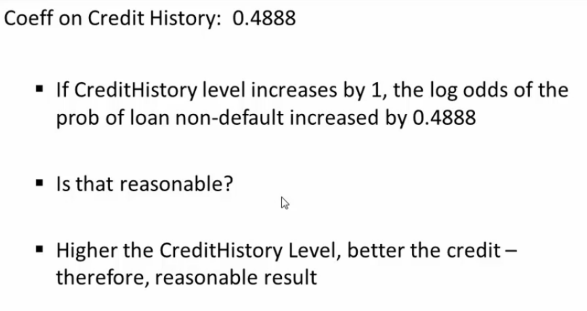 Coeff on Credit History:  0.4888
▪ If CreditHistory level increases by 1, the log odds of the
prob of loan non-default increased by 0.4888
▪ Is that reasonable?
▪ Higher the CreditHistory Level, better the credit –
therefore, reasonable result